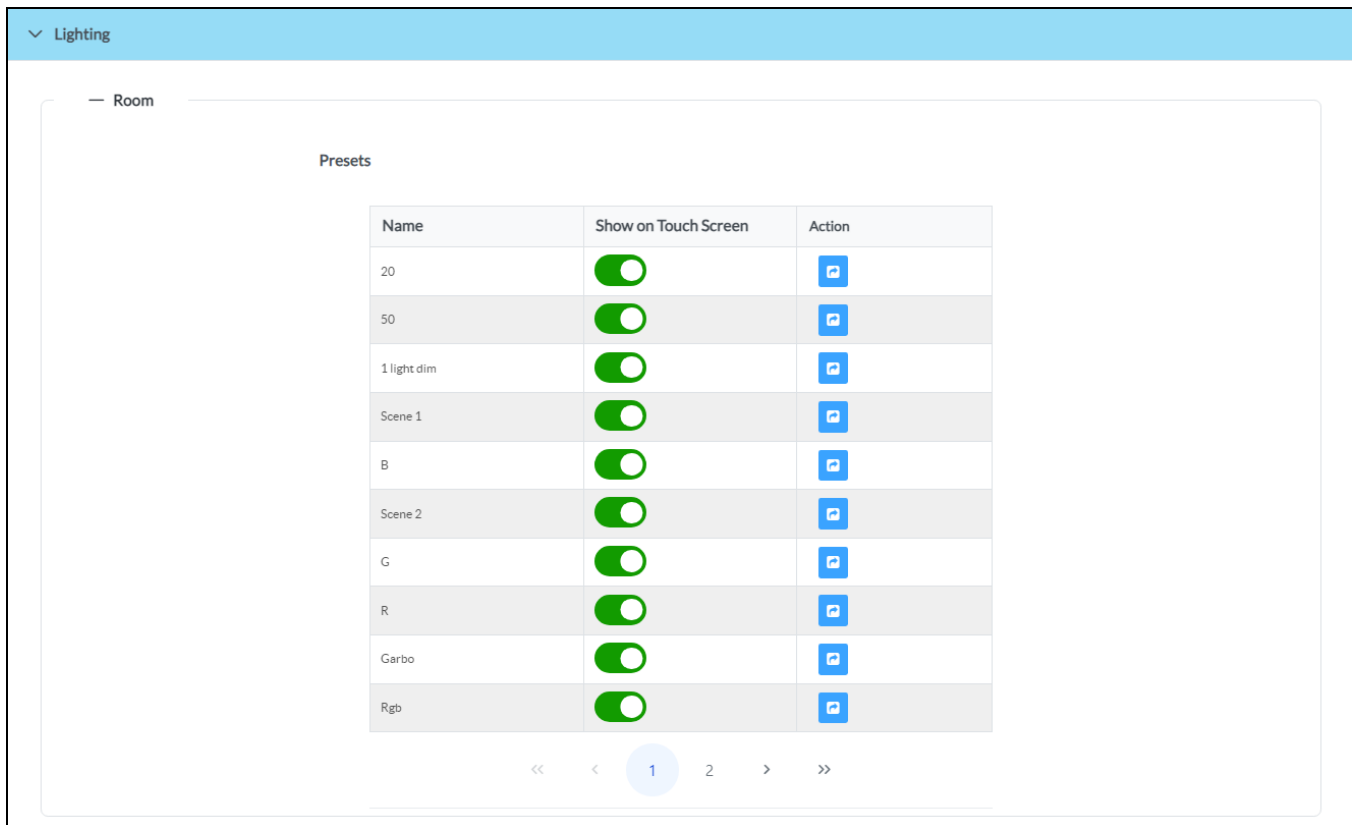 Lighting
Room
Presets
Name Show on Touch Screen Action
20
50
1 light dim
Scene 1
B
Scene 2
G
R
Garbo
Rgb
« < 1 2 > »